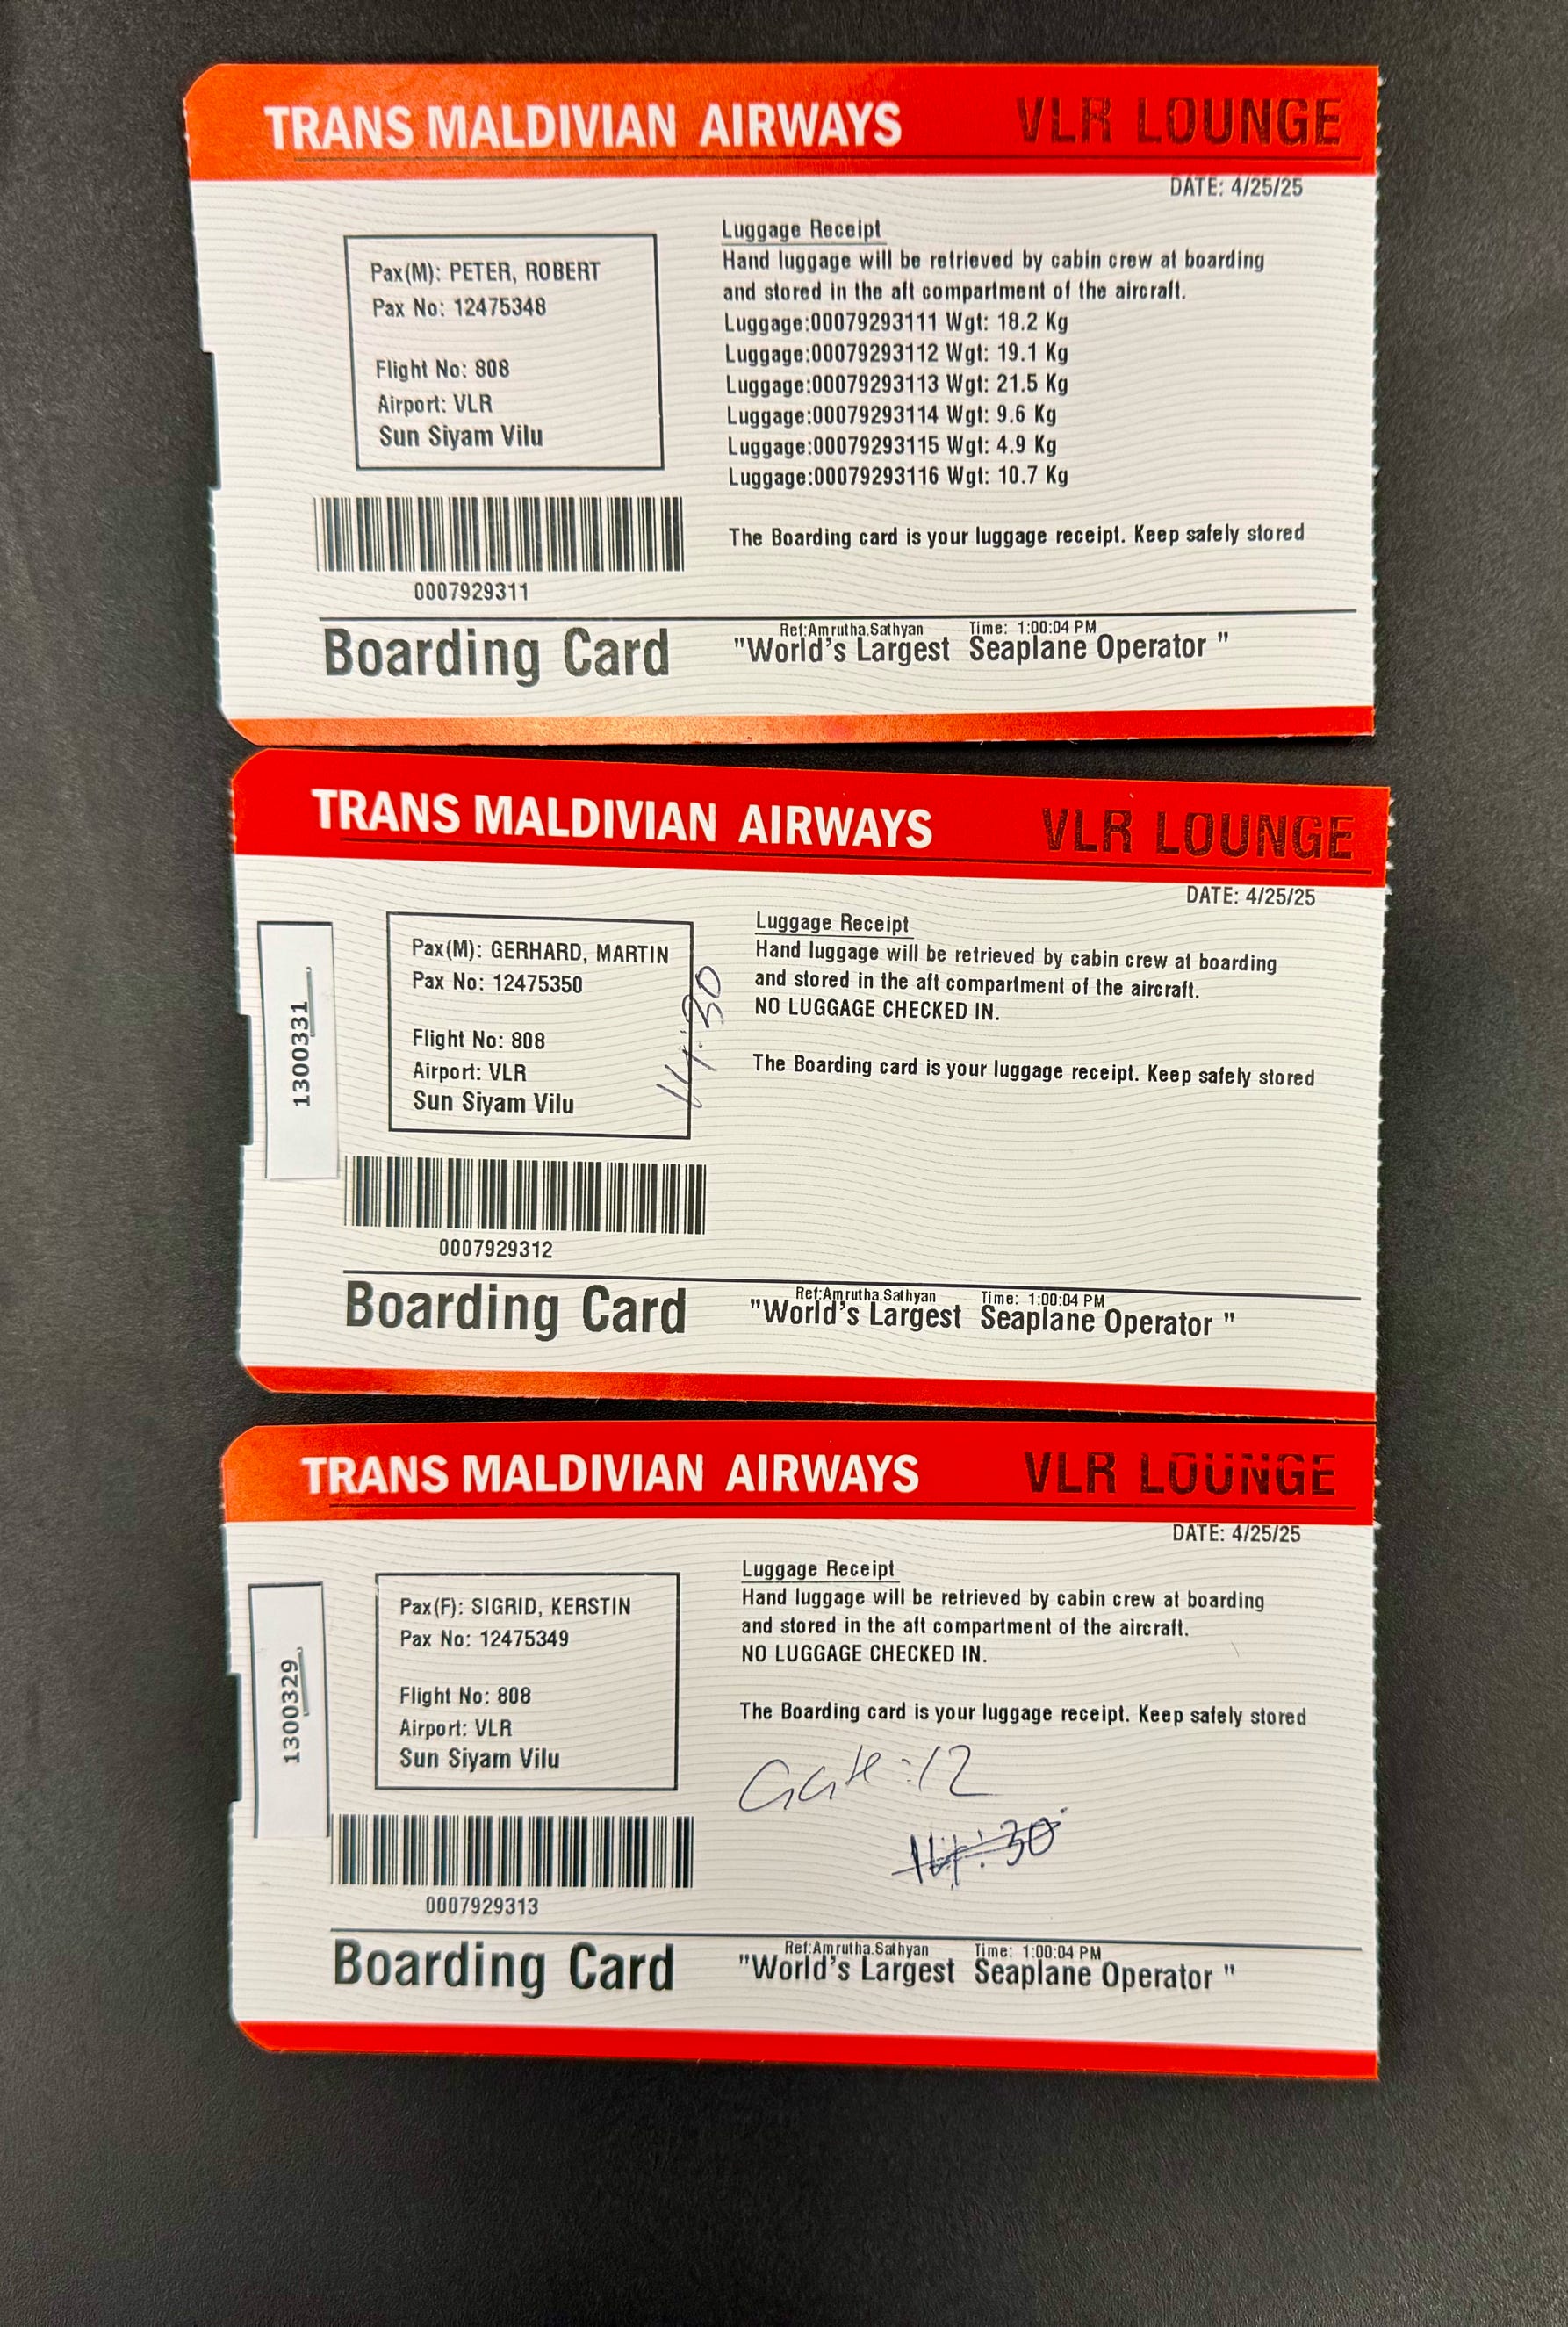 TRANS MALDIVIAN AIRWAYS VLR LOUNGE
DATE: 4/25/25
Pax(M): PETER, ROBERT
Pax No: 12475348
Flight No: 808
Airport: VLR
Sun Siyam Vilu
Luggage Receipt
Hand luggage will be retrieved by cabin crew at boarding
and stored in the aft compartment of the aircraft.
Luggage:00079293111 Wgt: 18.2 Kg
Luggage:00079293112 Wgt: 19.1 Kg
Luggage:00079293113 Wgt: 21.5 Kg
Luggage:00079293114 Wgt: 9.6 Kg
Luggage:00079293115 Wgt: 4.9 Kg
Luggage:00079293116 Wgt: 10.7 Kg
The Boarding card is your luggage receipt. Keep safely stored
0007929311
Ref:Amrutha.Sathyan Time: 1:00:04 PM
Boarding Card "World's Largest Seaplane Operator "
TRANS MALDIVIAN AIRWAYS VLR LOUNGE
DATE: 4/25/25
1300331
Pax(M): GERHARD, MARTIN
Pax No: 12475350
Flight No: 808
Airport: VLR
Sun Siyam Vilu
14:30
Luggage Receipt
Hand luggage will be retrieved by cabin crew at boarding
and stored in the aft compartment of the aircraft.
NO LUGGAGE CHECKED IN.
The Boarding card is your luggage receipt. Keep safely stored
0007929312
Ref:Amrutha.Sathyan Time: 1:00:04 PM
Boarding Card "World's Largest Seaplane Operator "
TRANS MALDIVIAN AIRWAYS VLR LOUNGE
DATE: 4/25/25
1300329
Pax(F): SIGRID, KERSTIN
Pax No: 12475349
Flight No: 808
Airport: VLR
Sun Siyam Vilu
Luggage Receipt
Hand luggage will be retrieved by cabin crew at boarding
and stored in the aft compartment of the aircraft.
NO LUGGAGE CHECKED IN.
The Boarding card is your luggage receipt. Keep safely stored
Gate:12
14:30
0007929313
Ref:Amrutha.Sathyan Time: 1:00:04 PM
Boarding Card "World's Largest Seaplane Operator "